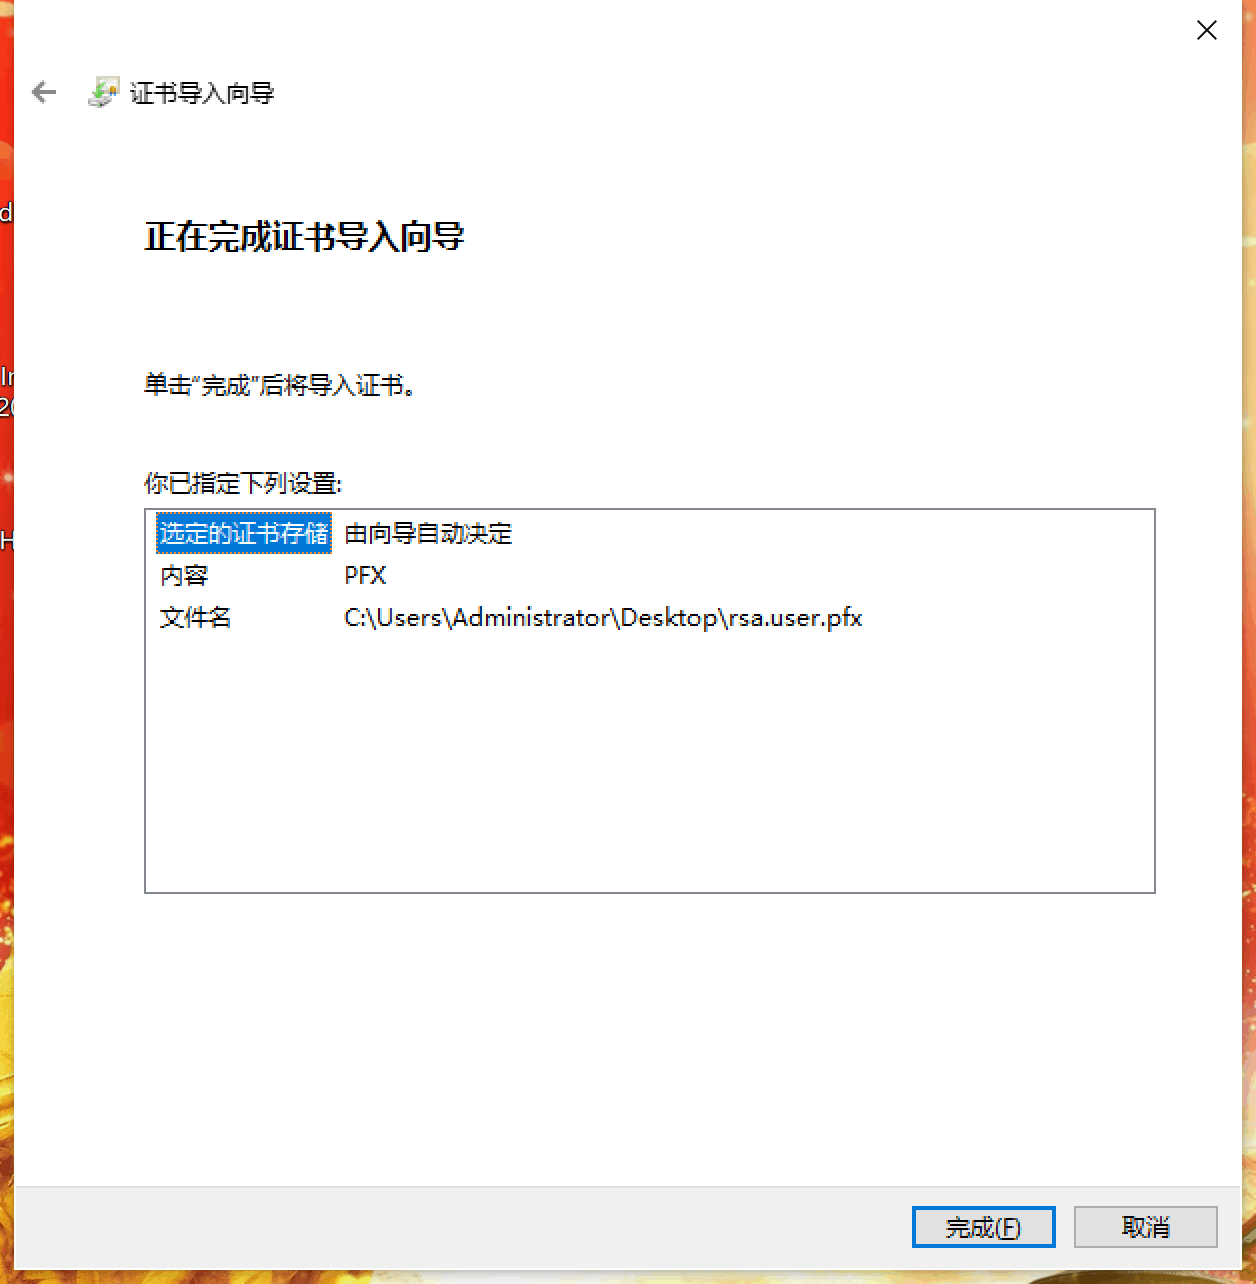 证书导入向导
正在完成证书导入向导
单击“完成”后将导入证书。
你已指定下列设置:
选定的证书存储 由向导自动决定
内容 PFX
文件名 C:\Users\Administrator\Desktop\rsa.user.pfx
完成(F) 取消